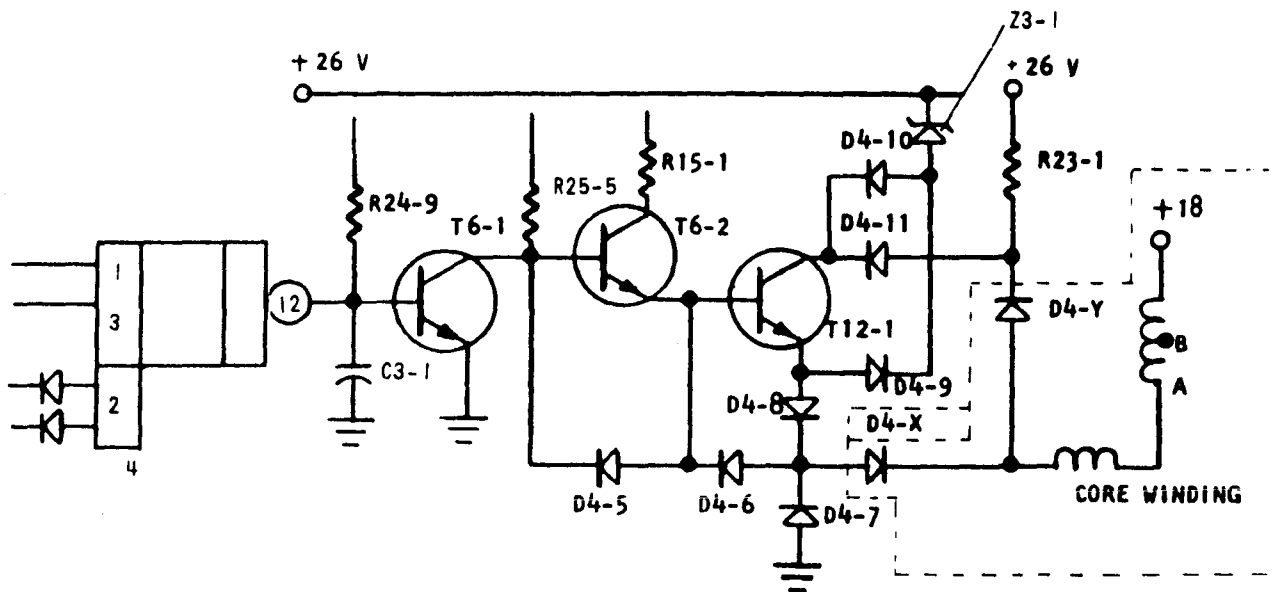 Z3-1
+ 26 V
+ 26 V
D4-10
R15-1
R23-1
R25-5
R24-9
T6-1
T6-2
D4-11
+18
1
3
2
4
12
C3-1
T12-1
D4-Y
B
A
D4-9
D4-8
D4-X
D4-5
D4-6
D4-7
CORE WINDING